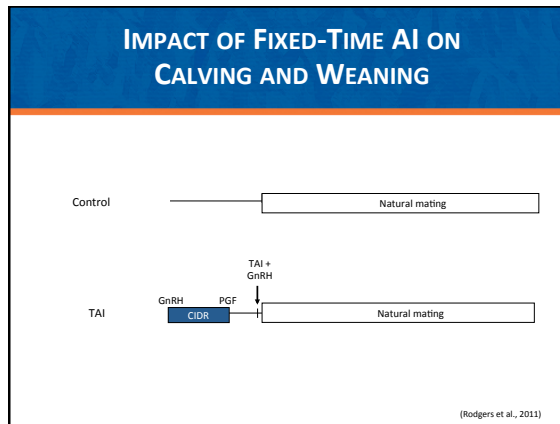 IMPACT OF FIXED-TIME AI ON
CALVING AND WEANING
Control
Natural mating
TAI +
GnRH
GnRH
PGF
TAI
CIDR
Natural mating
(Rodgers et al., 2011)